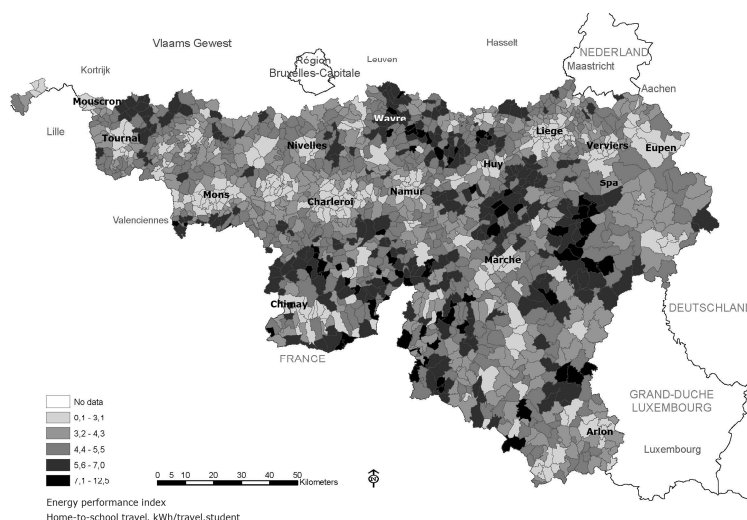 NEDERLAND
Hasselt
Vlaams Gewest
Région
Leuven
Bruxelles-Capitale
Maastricht
Kortrijk
Aachen
Mouscron
Wavre
Lille
Tournai
Liege
Nivelles
Verviers
Eupen
Huy
Spa
Mons
Namur
Charleroi
Valenciennes
Marche
Chimay
DEUTSCHLAND
FRANCE
GRAND-DUCHE
LUXEMBOURG
Arlon
Luxembourg
No data
0,1 - 3,1
3,2 - 4,3
4,4 - 5,5
5,6 - 7,0
7,1 - 12,5
0 5 10 20 30 40 50
Kilometers
Energy performance index
Home-to-school travel, kWh/travel.student